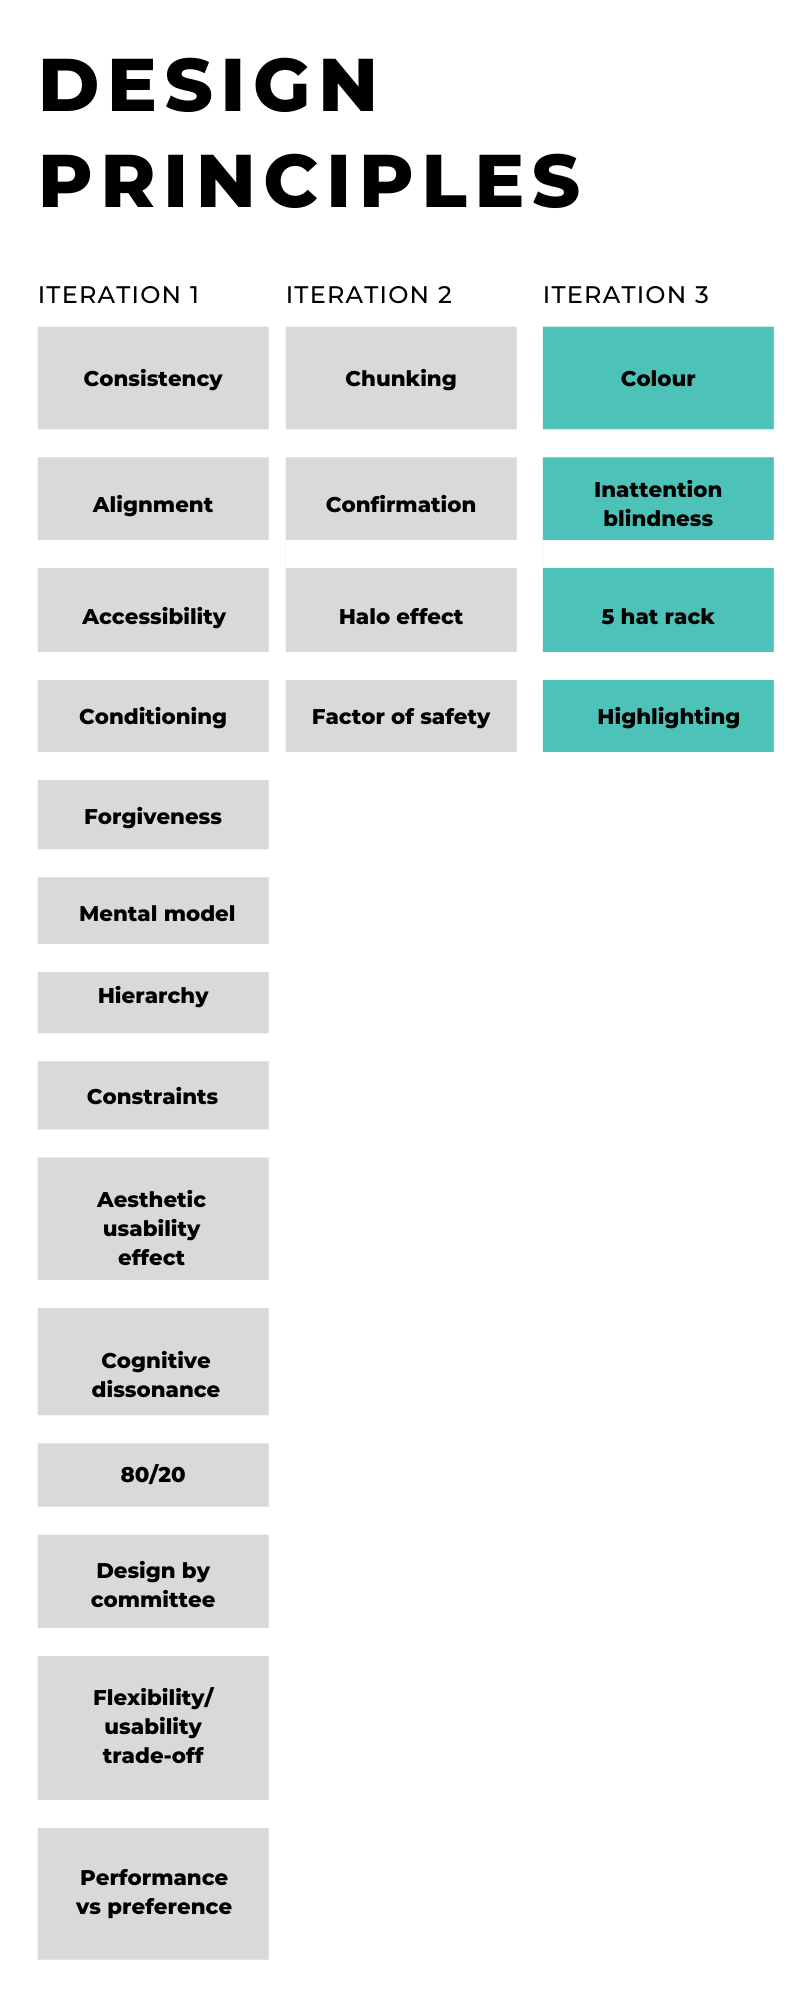 DESIGN
PRINCIPLES
ITERATION 1
Consistency
Alignment
Accessibility
Conditioning
Forgiveness
Mental model
Hierarchy
Constraints
Aesthetic
usability
effect
Cognitive
dissonance
80/20
Design by
committee
Flexibility/
usability
trade-off
Performance
vs preference
ITERATION 2
Chunking
Confirmation
Halo effect
Factor of safety
ITERATION 3
Colour
Inattention
blindness
5 hat rack
Highlighting